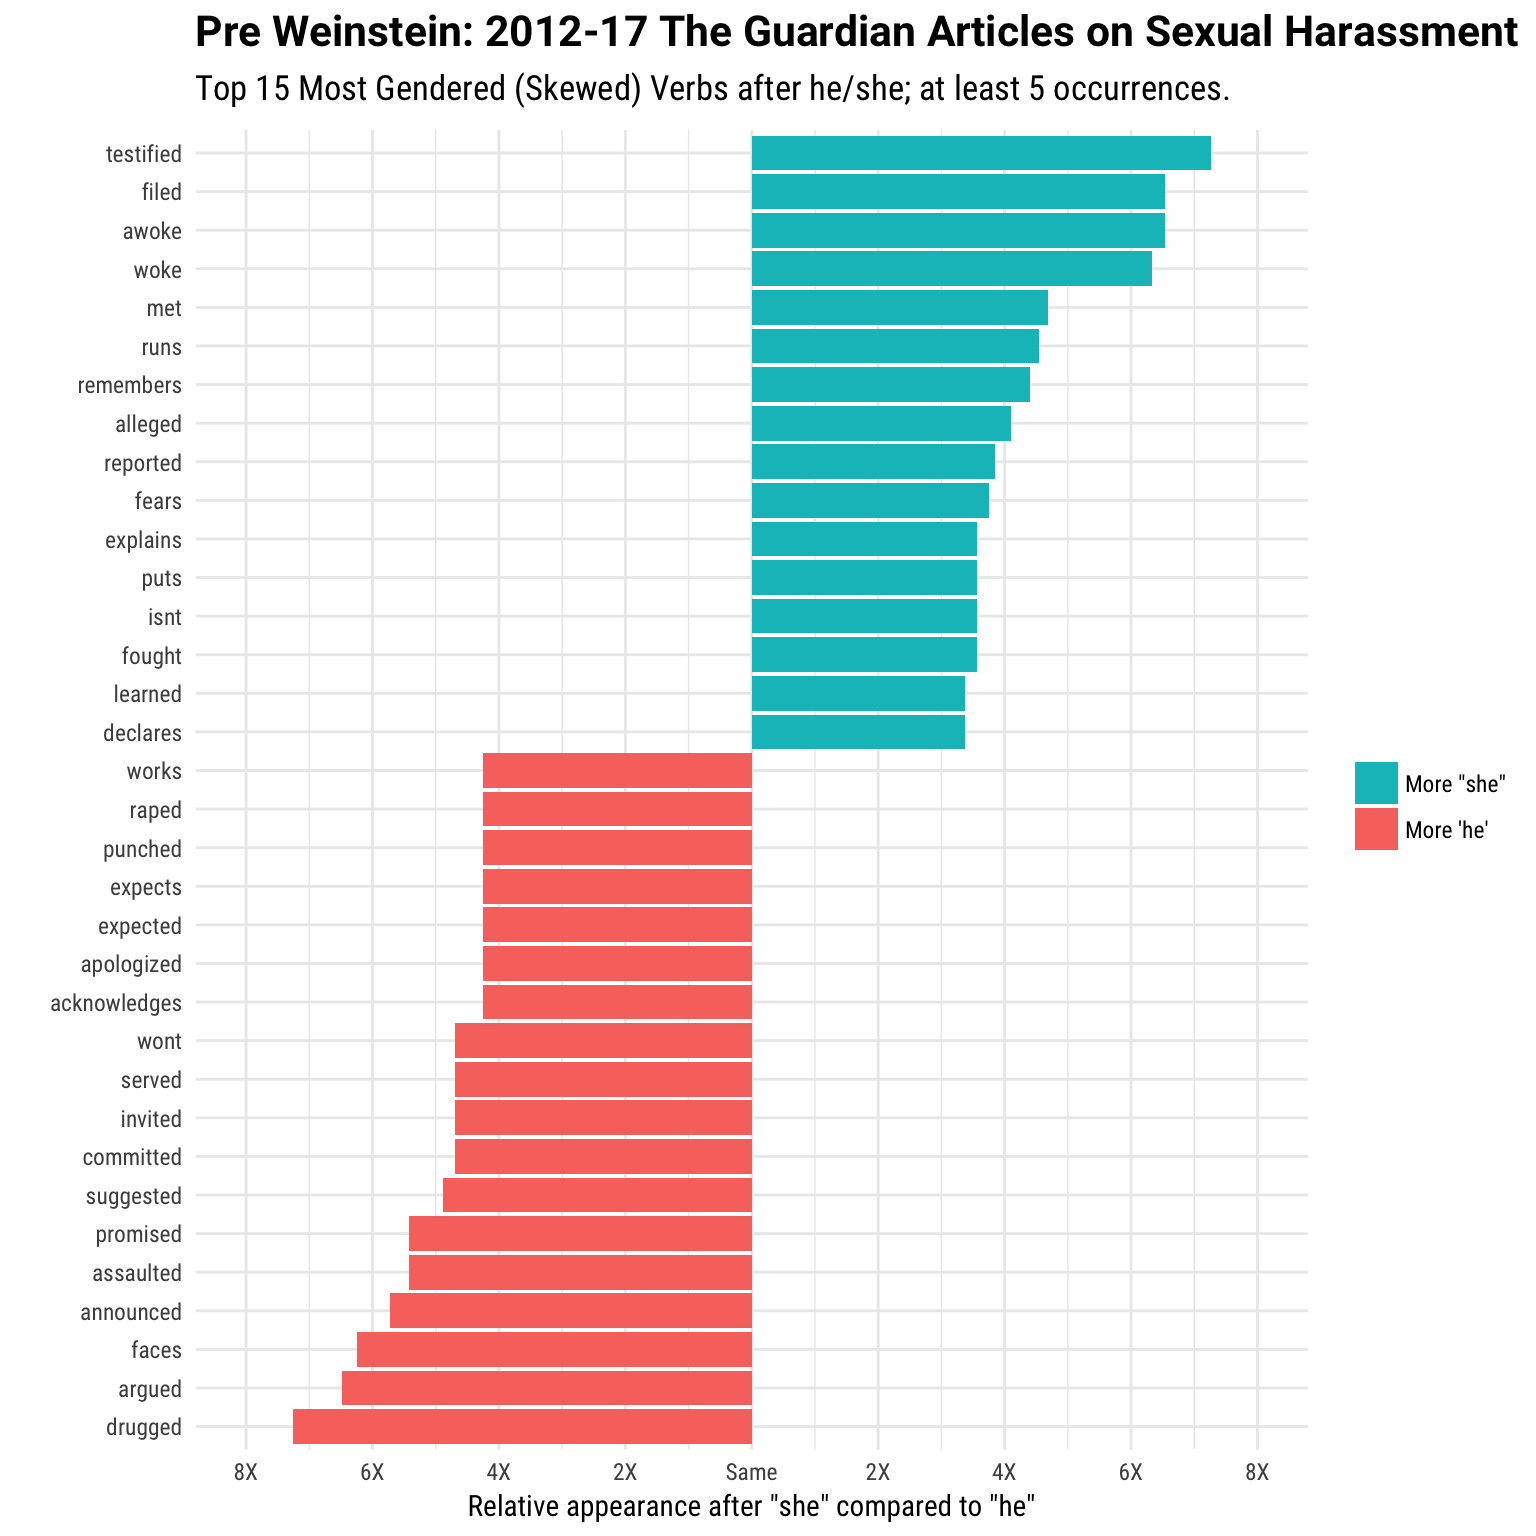 Pre Weinstein: 2012-17 The Guardian Articles on Sexual Harassment
Top 15 Most Gendered (Skewed) Verbs after he/she; at least 5 occurrences.
testified
filed
awoke
woke
met
runs
remembers
alleged
reported
fears
explains
puts
isnt
fought
learned
declares
works
raped
punched
expects
expected
apologized
acknowledges
wont
served
invited
committed
suggested
promised
assaulted
announced
faces
argued
drugged
More "she"
More 'he'
8X 6X 4X 2X Same 2X 4X 6X 8X
Relative appearance after "she" compared to "he"